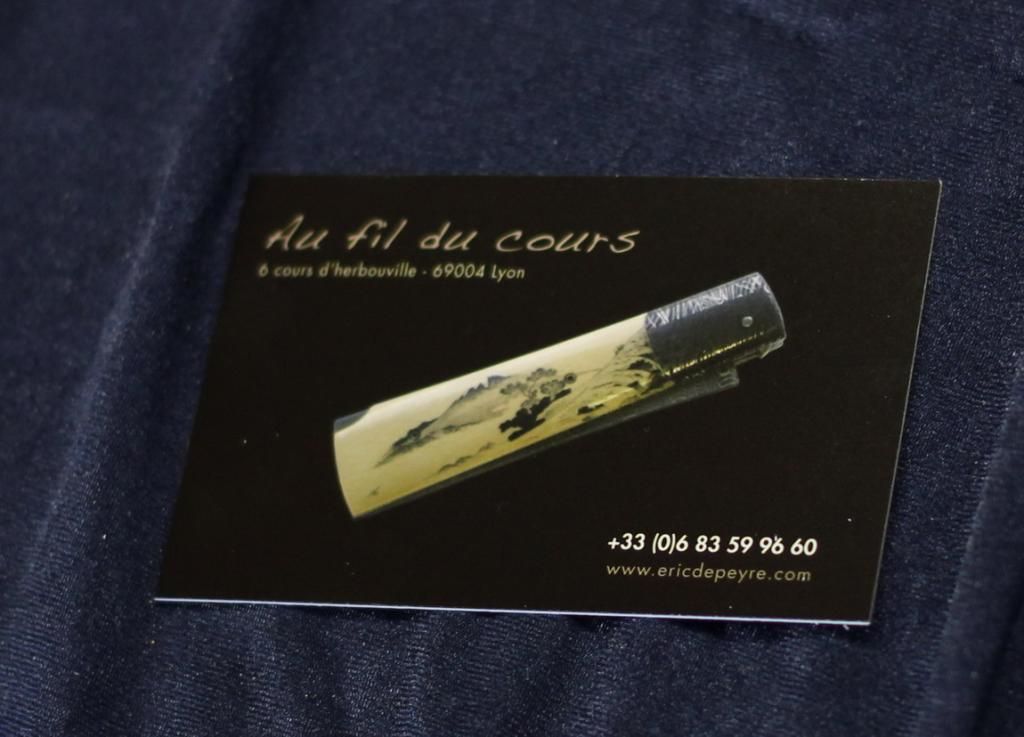 Au fil du cours
6 cours d'herbouville - 69004 Lyon
+33 (0)6 83 59 96 60
www.ericdepeyre.com